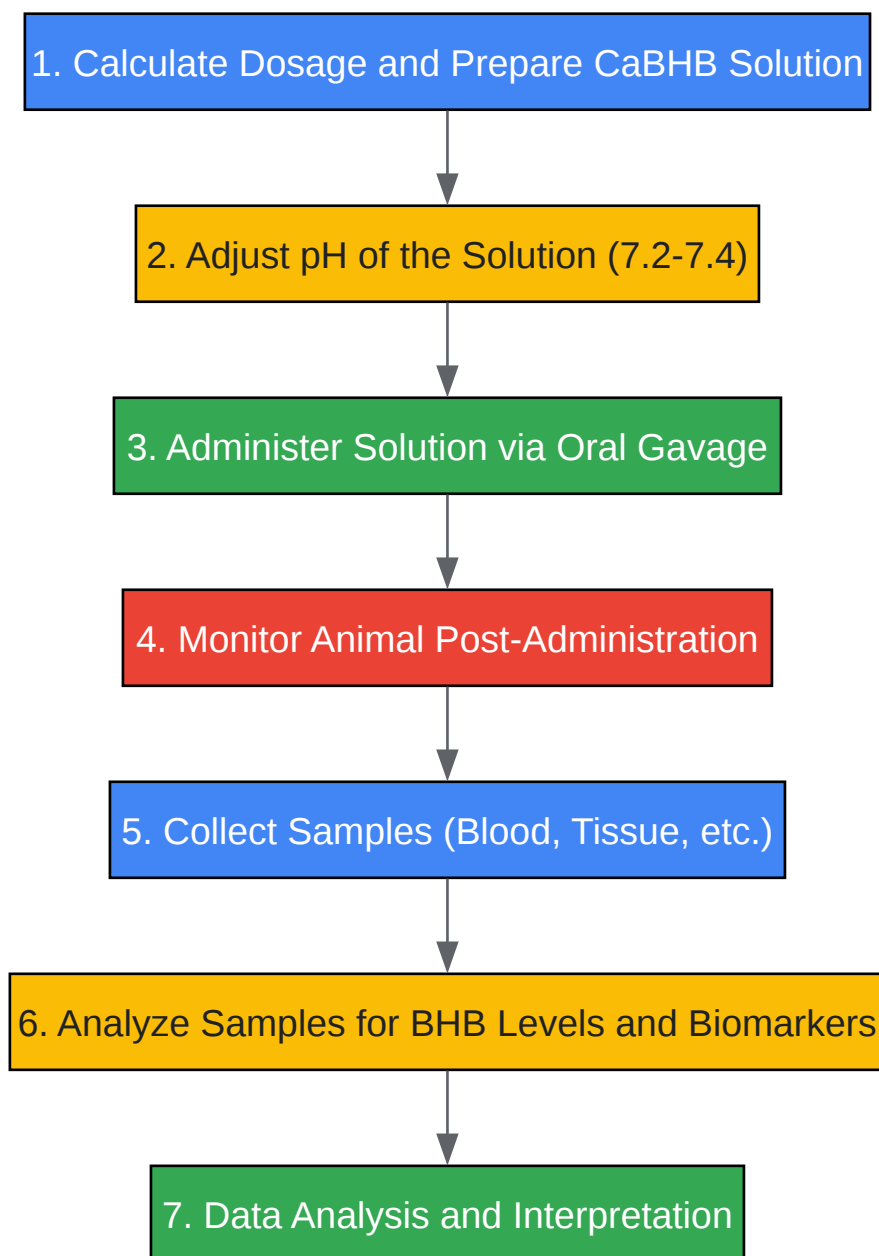 1. Calculate Dosage and Prepare CaBHB Solution
2. Adjust pH of the Solution (7.2-7.4)
3. Administer Solution via Oral Gavage
4. Monitor Animal Post-Administration
5. Collect Samples (Blood, Tissue, etc.)
6. Analyze Samples for BHB Levels and Biomarkers
7. Data Analysis and Interpretation